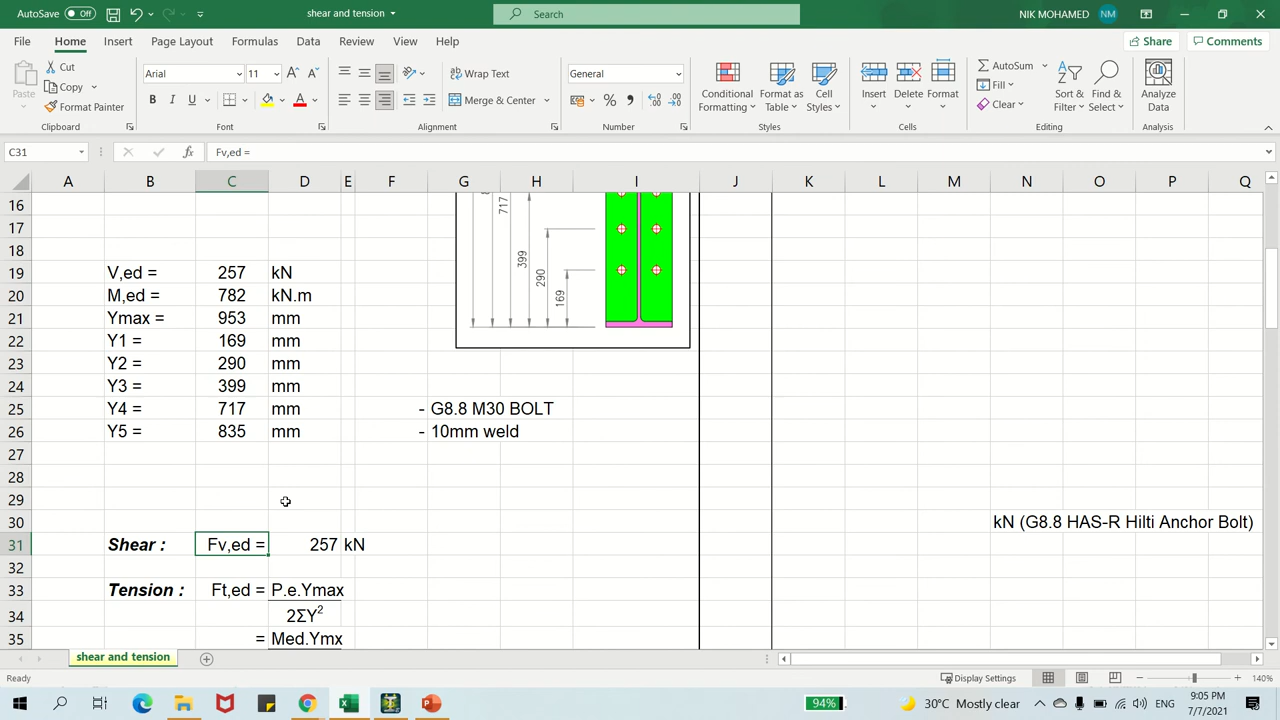 AutoSave Off
shear and tension
Search
NIK MOHAMED NM
File Home Insert Page Layout Formulas Data Review View Help
Share Comments
Paste
Cut
Copy
Format Painter
Clipboard
Arial 11
B I U
Font
Wrap Text
Merge & Center
Alignment
General
Number
Conditional Formatting
Format as Table
Cell Styles
Styles
Insert Delete Format
Cells
AutoSum
Fill
Clear
Sort & Filter
Find & Select
Editing
Analyze Data
Analysis
C31 fx Fv,ed =
A B C D E F G H I J K L M N O P Q
16
17
18
19 V,ed = 257 kN
20 M,ed = 782 kN.m
21 Ymax = 953 mm
22 Y1 = 169 mm
23 Y2 = 290 mm
24 Y3 = 399 mm
25 Y4 = 717 mm - G8.8 M30 BOLT
26 Y5 = 835 mm - 10mm weld
27
28
29
30 kN (G8.8 HAS-R Hilti Anchor Bolt)
31 Shear : Fv,ed = 257 kN
32
33 Tension : Ft,ed = P.e.Ymax
34 2ΣY²
35 = Med.Ymx
717
399
290
169
shear and tension
Ready
Display Settings
140%
94%
30°C Mostly clear
ENG
9:05 PM
7/7/2021